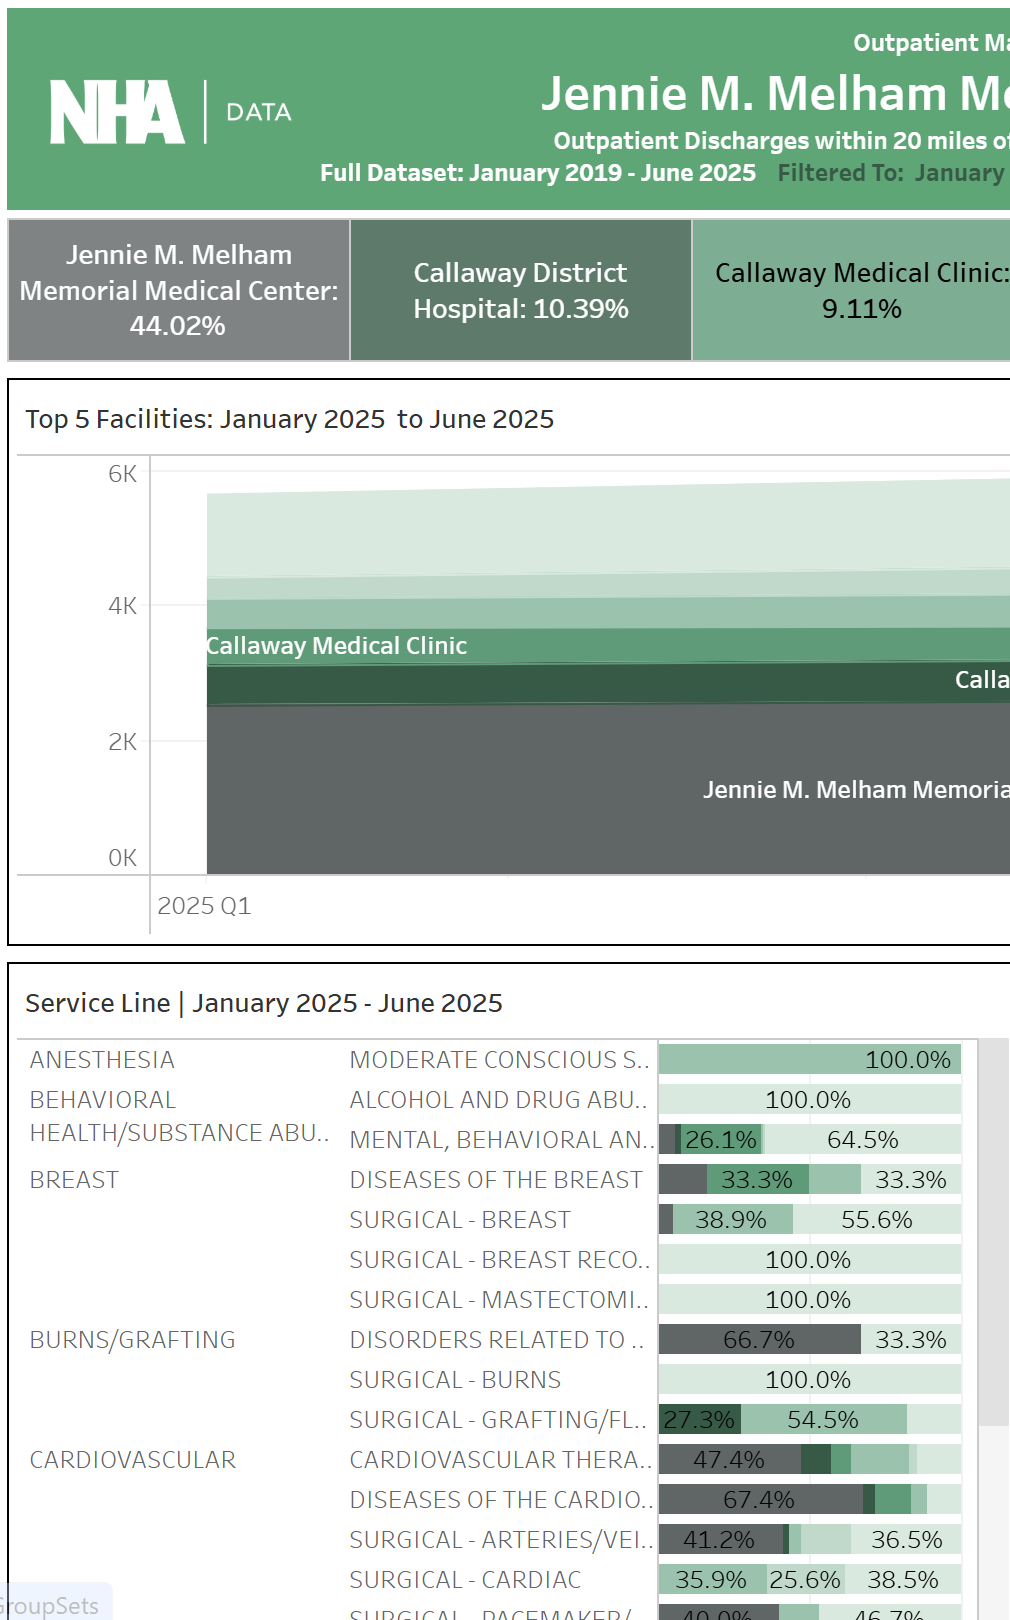 Outpatient Ma
NHA | DATA
Jennie M. Melham Me
Outpatient Discharges within 20 miles of
Full Dataset: January 2019 - June 2025 Filtered To: January
Jennie M. Melham
Memorial Medical Center:
44.02%
Callaway District
Hospital: 10.39%
Callaway Medical Clinic:
9.11%
Top 5 Facilities: January 2025 to June 2025
6K
4K
Callaway Medical Clinic
Calla
2K
Jennie M. Melham Memoria
0K
2025 Q1
Service Line | January 2025 - June 2025
ANESTHESIA MODERATE CONSCIOUS S.. 100.0%
BEHAVIORAL ALCOHOL AND DRUG ABU.. 100.0%
HEALTH/SUBSTANCE ABU.. MENTAL, BEHAVIORAL AN.. 26.1% 64.5%
BREAST DISEASES OF THE BREAST 33.3% 33.3%
SURGICAL - BREAST 38.9% 55.6%
SURGICAL - BREAST RECO.. 100.0%
SURGICAL - MASTECTOMI.. 100.0%
BURNS/GRAFTING DISORDERS RELATED TO .. 66.7% 33.3%
SURGICAL - BURNS 100.0%
SURGICAL - GRAFTING/FL.. 27.3% 54.5%
CARDIOVASCULAR CARDIOVASCULAR THERA.. 47.4%
DISEASES OF THE CARDIO.. 67.4%
SURGICAL - ARTERIES/VEI.. 41.2% 36.5%
SURGICAL - CARDIAC 35.9% 25.6% 38.5%
GroupSets
SURGICAL - PACEMAKER/.. 40.0% 46.7%